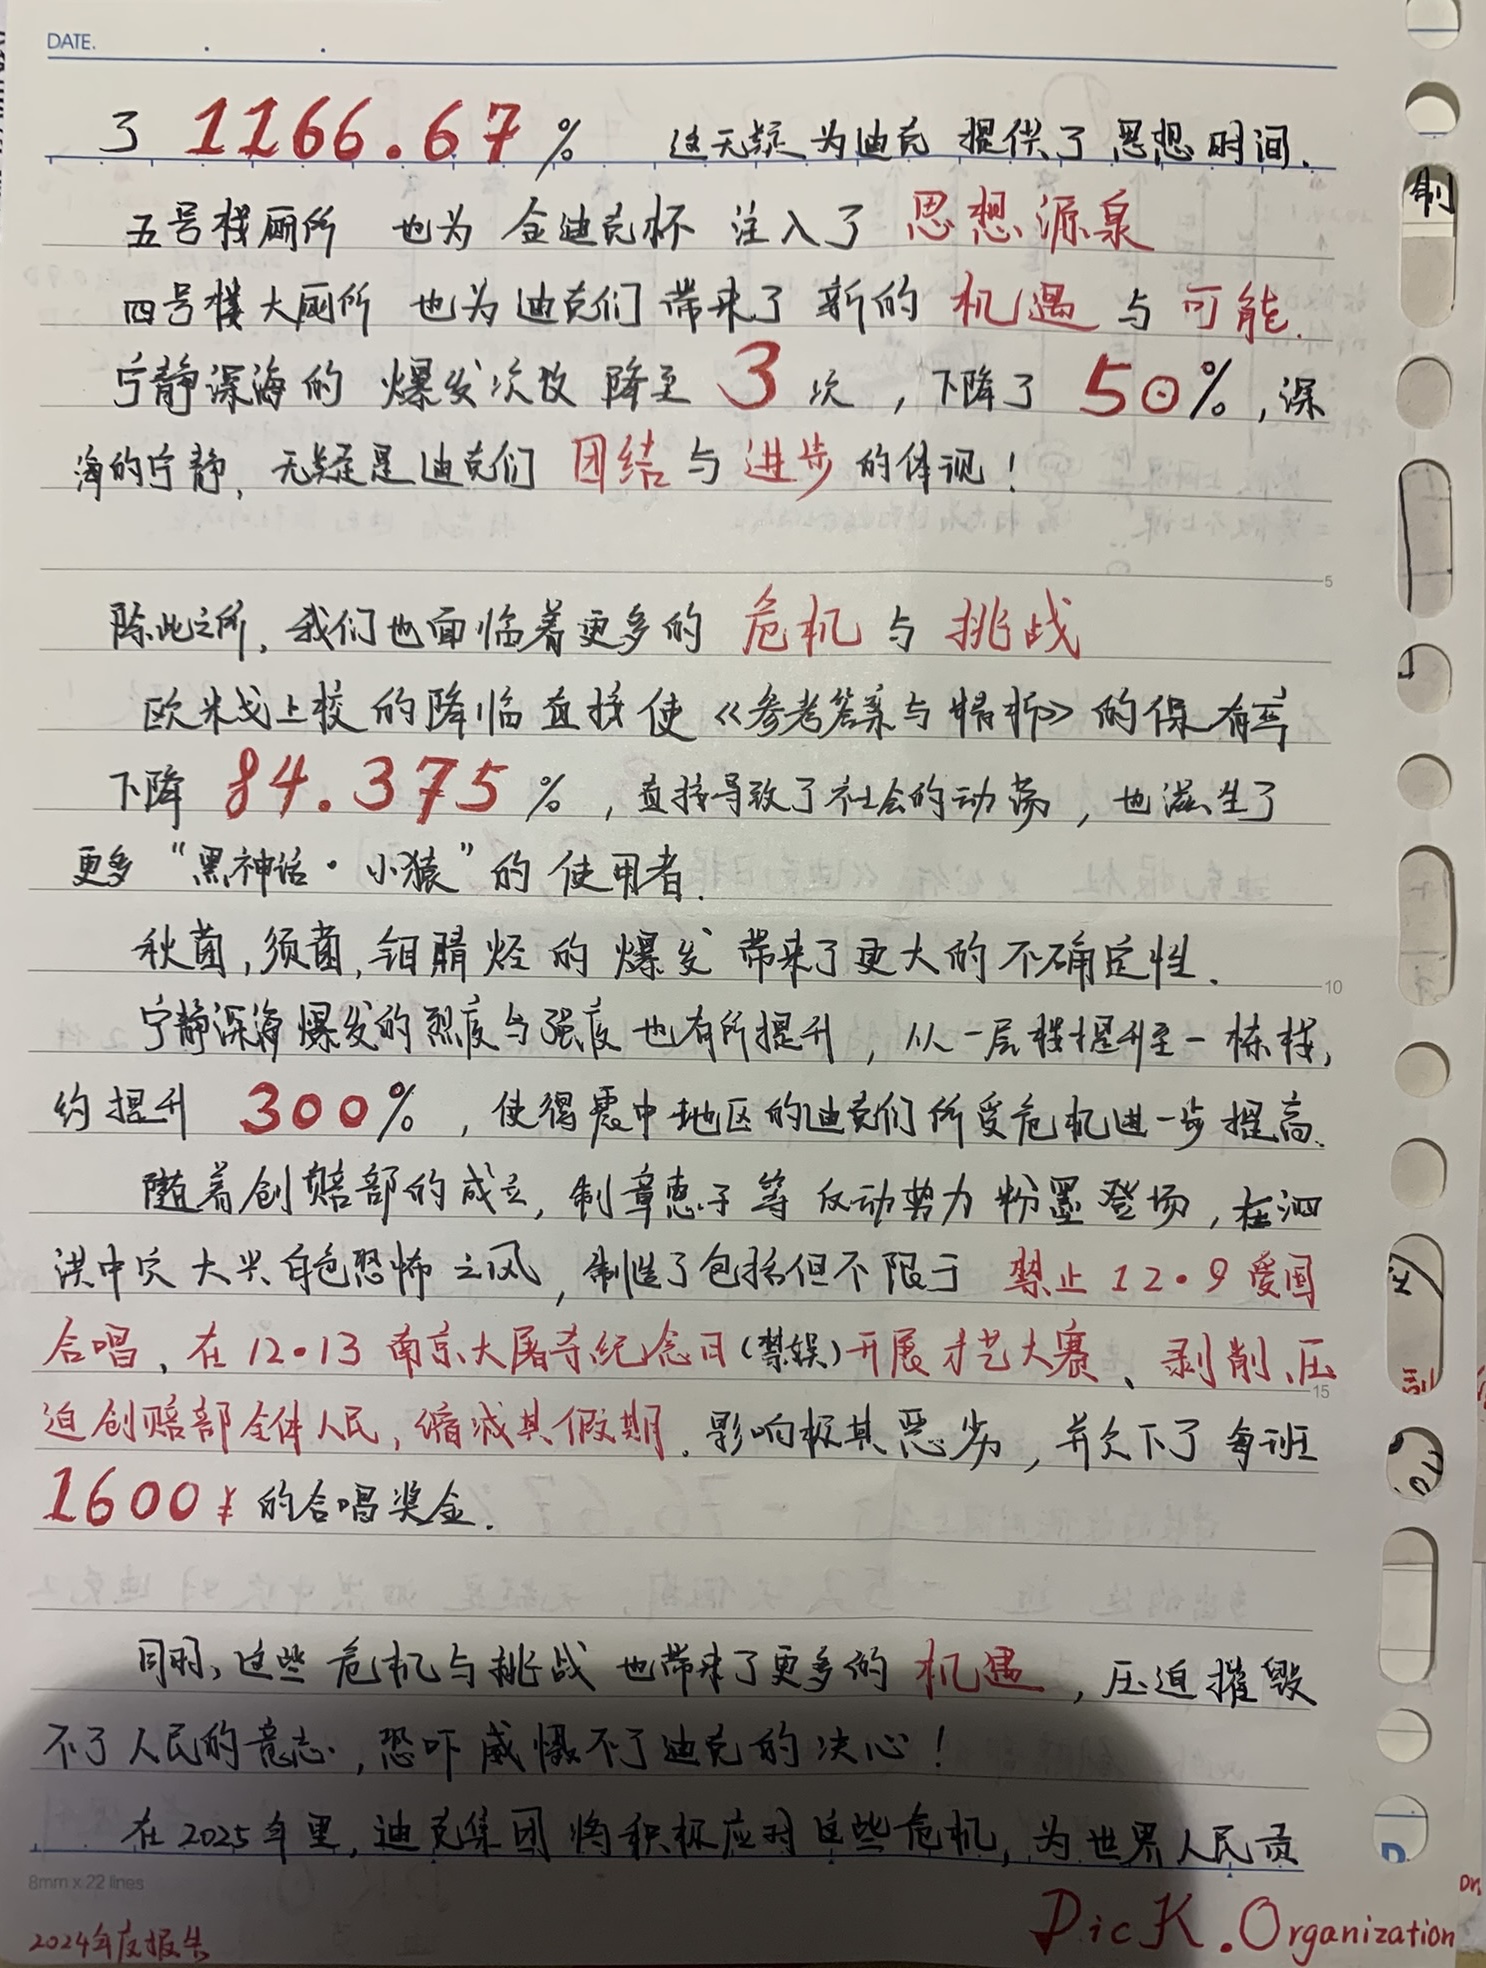 DATE.
了 1166.67% 这无疑为迪克提供了思想时间.
五号楼厕所 也为 金迪克杯 注入了 思想源泉
四号楼大厕所 也为迪克们带来了新的 机遇 与 可能.
宁静深海的 爆发次数 降至 3 次，下降了 50%，深
海的宁静，无疑是迪克们 团结与进步的体现！
5
除此之外，我们也面临着更多的 危机 与 挑战
欧米戈上校的降临直接使《参考答案与精析》的保有率
下降 84.375%，直接导致了社会的动荡，也滋生了
更多“黑神话·小猿”的使用者.
秋菌，须菌，钼腈烃的爆发带来了更大的不确定性.
10
宁静深海爆发的烈度与强度也有所提升，从一层楼提升至一栋楼，
约提升 300%，使得震中地区的迪克们所受危机进一步提高.
随着创赔部的成立，制章惠子等反动势力粉墨登场，在泗
洪中灾大兴白色恐怖之风，制造了包括但不限于 禁止12·9爱国
合唱、在12·13南京大屠杀纪念日(禁娱)开展才艺大赛、剥削、压
15
迫创赔部全体人民，缩减其假期.影响极其恶劣，并欠下了每班
1600¥的合唱奖金.
同时，这些危机与挑战也带来了更多的机遇，压迫摧毁
不了人民的意志，恐吓威慑不了迪克的决心！
在2025年里，迪克集团将积极应对这些危机，为世界人民贡
8mm x 22 lines
2024年度报告
DicK.Organization
制